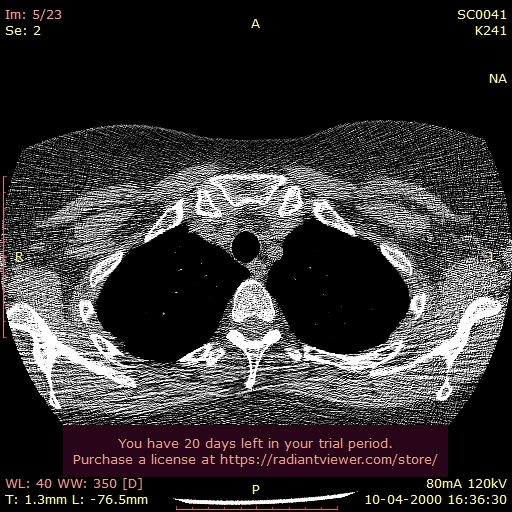 Im: 5/23
Se: 2
A
SC0041
K241
NA
R
L
You have 20 days left in your trial period.
Purchase a license at https://radiantviewer.com/store/
WL: 40 WW: 350 [D]
T: 1.3mm L: -76.5mm
P
80mA 120kV
10-04-2000 16:36:30